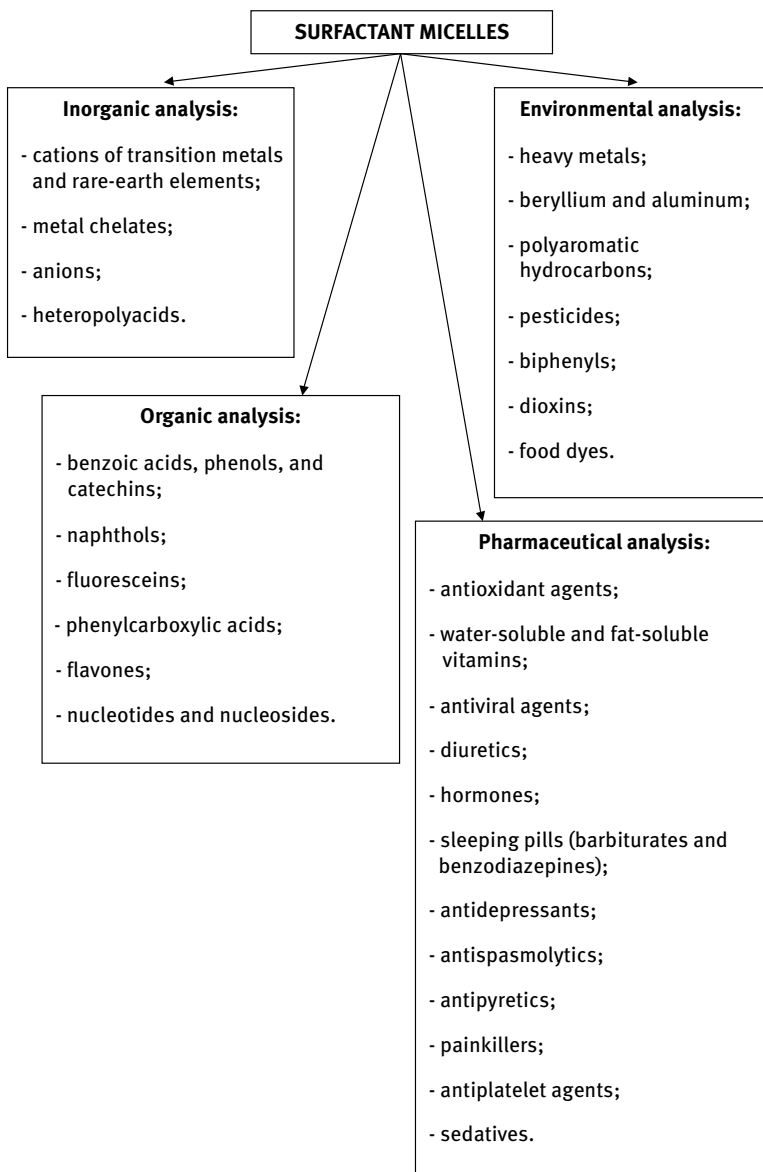 SURFACTANT MICELLES
Inorganic analysis:
- cations of transition metals
and rare-earth elements;
- metal chelates;
- anions;
- heteropolyacids.
Environmental analysis:
- heavy metals;
- beryllium and aluminum;
- polyaromatic
hydrocarbons;
- pesticides;
- biphenyls;
- dioxins;
- food dyes.
Organic analysis:
- benzoic acids, phenols, and
catechins;
- naphthols;
- fluoresceins;
- phenylcarboxylic acids;
- flavones;
- nucleotides and nucleosides.
Pharmaceutical analysis:
- antioxidant agents;
- water-soluble and fat-soluble
vitamins;
- antiviral agents;
- diuretics;
- hormones;
- sleeping pills (barbiturates and
benzodiazepines);
- antidepressants;
- antispasmolytics;
- antipyretics;
- painkillers;
- antiplatelet agents;
- sedatives.